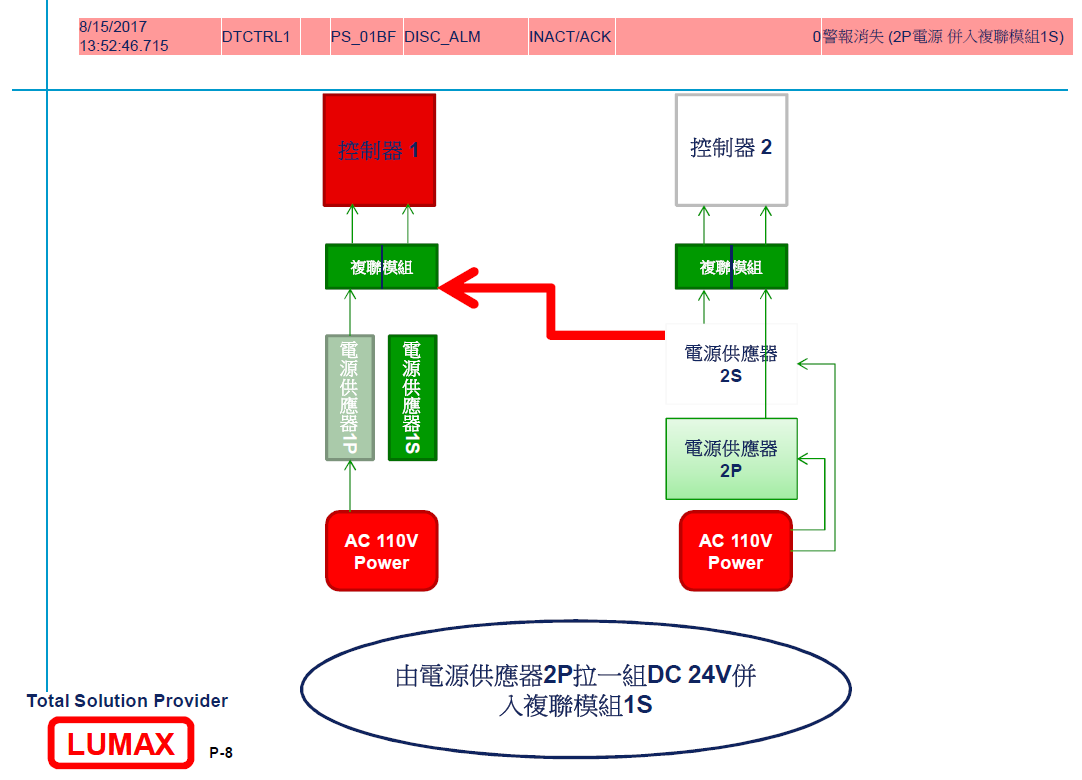 8/15/2017
13:52:46.715
DTCTRL1
PS_01BF
DISC_ALM
INACT/ACK
0
警報消失 (2P電源 併入複聯模組1S)
控制器 1
控制器 2
複聯模組
複聯模組
電源供應器1P
電源供應器1S
電源供應器
2S
電源供應器
2P
AC 110V
Power
AC 110V
Power
由電源供應器2P拉一組DC 24V併
入複聯模組1S
Total Solution Provider
LUMAX
P-8